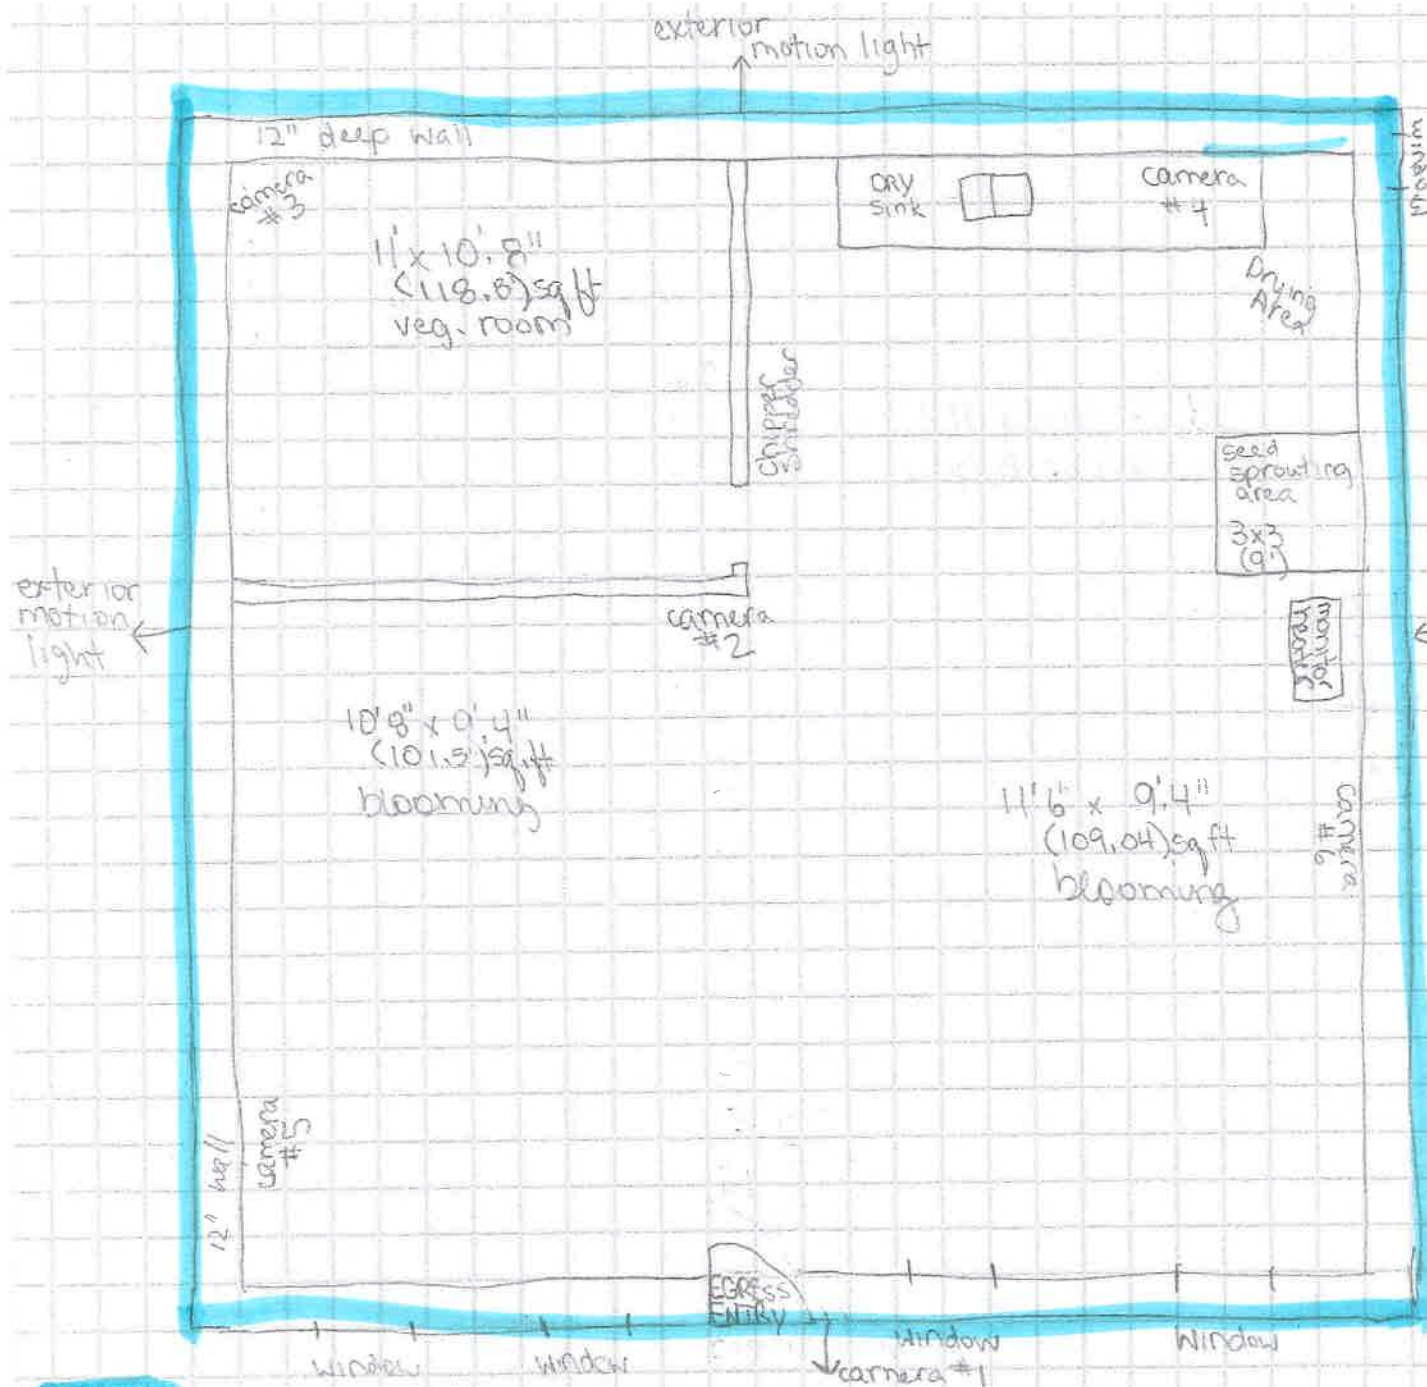 exterior
motion light
12" deep wall
camera
#3
11' x 10'.8"
(118.8) sq ft
veg. room
DRY
Sink
camera
#4
Drying
Area
chipper
shredder
seed
sprouting
area
3x3
(9')
exterior
motion
light
camera
#2
monitor
10'8" x 9'.4"
(101.5) sq.ft
blooming
11'6" x 9'.4"
(109.04) sq ft
blooming
camera
#6
camera
#5
12" wall
EGRESS
ENTRY
window
window
window
window
camera #1